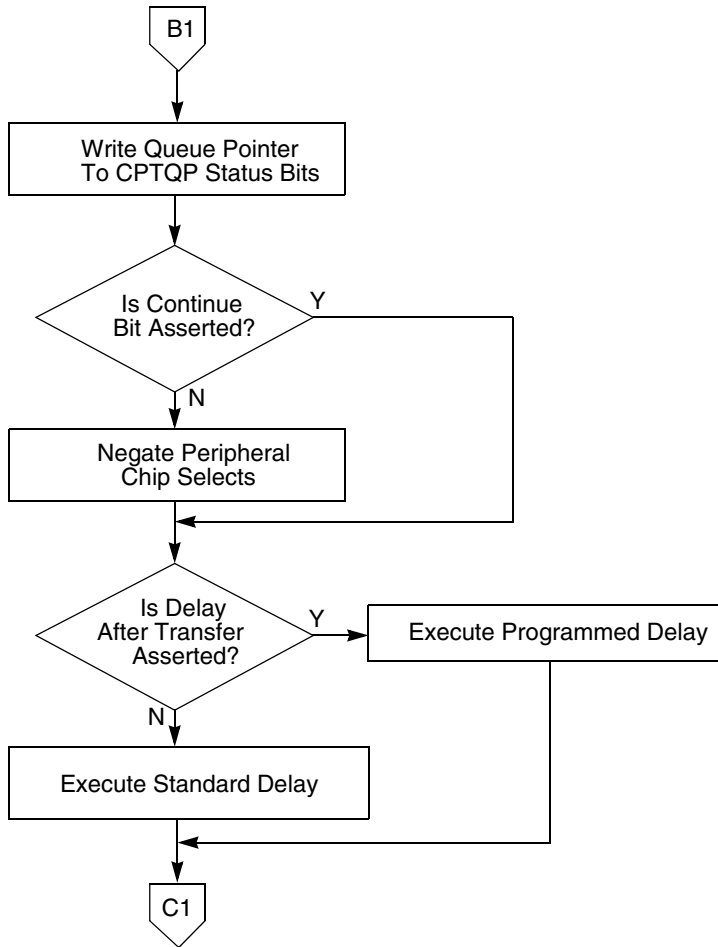 B1
Write Queue Pointer
To CPTQP Status Bits
Is Continue
Bit Asserted?
Y
N
Negate Peripheral
Chip Selects
Is Delay
After Transfer
Asserted?
Y
Execute Programmed Delay
N
Execute Standard Delay
C1